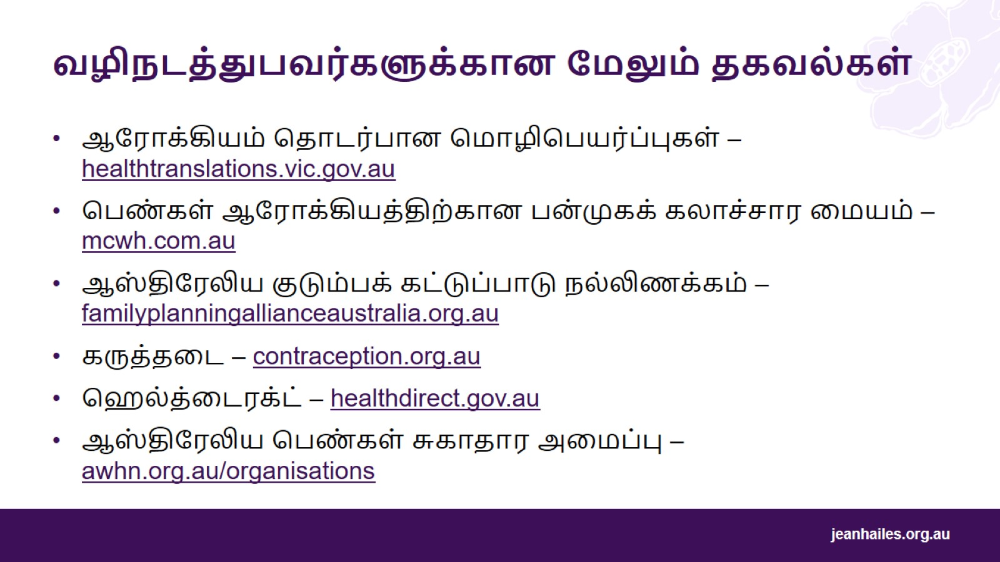 வழிநடத்துபவர்களுக்கான மேலும் தகவல்கள்
• ஆரோக்கியம் தொடர்பான மொழிபெயர்ப்புகள் –
healthtranslations.vic.gov.au
• பெண்கள் ஆரோக்கியத்திற்கான பன்முகக் கலாச்சார மையம் –
mcwh.com.au
• ஆஸ்திரேலிய குடும்பக் கட்டுப்பாடு நல்லிணக்கம் –
familyplanningallianceaustralia.org.au
• கருத்தடை – contraception.org.au
• ஹெல்த்டைரக்ட் – healthdirect.gov.au
• ஆஸ்திரேலிய பெண்கள் சுகாதார அமைப்பு –
awhn.org.au/organisations
jeanhailes.org.au